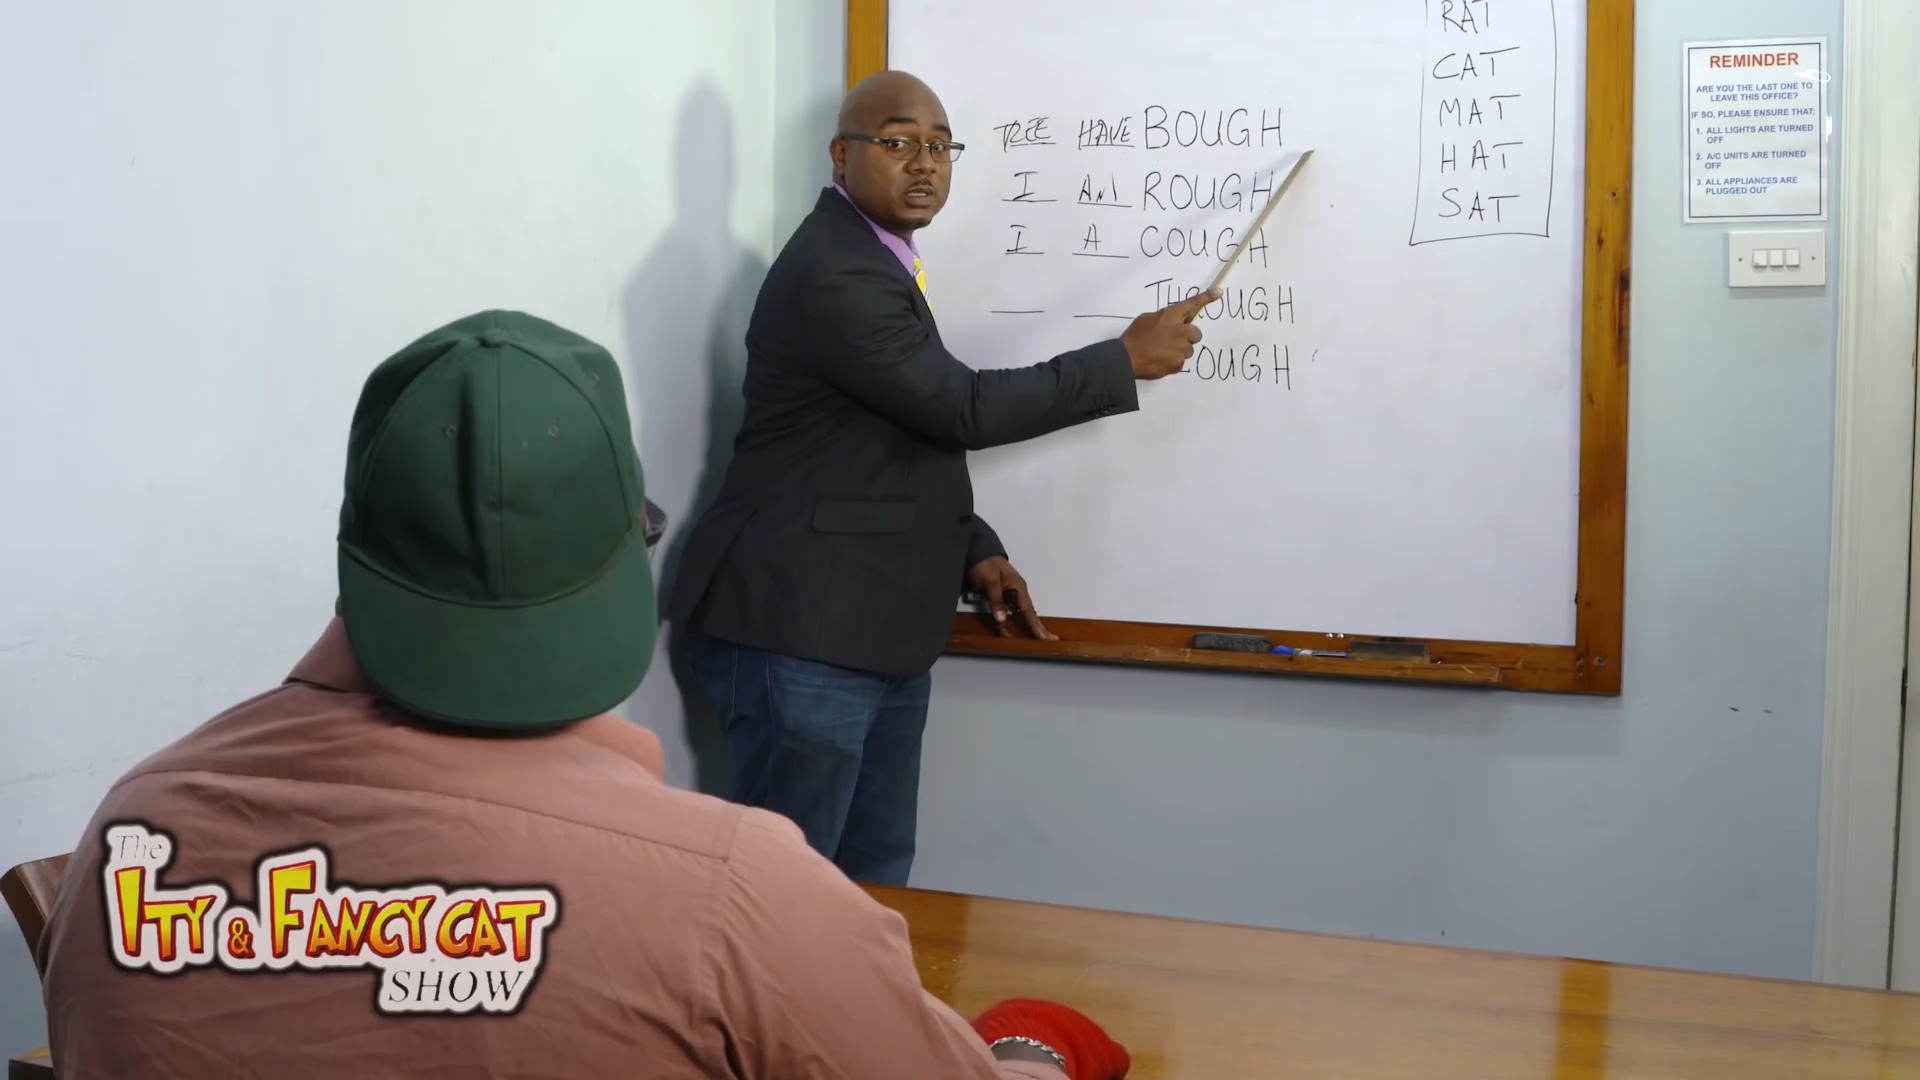 TREE HAVE BOUGH
I AM ROUGH
I A COUGH
THROUGH
OUGH
RAT
CAT
MAT
HAT
SAT
REMINDER
ARE YOU THE LAST ONE TO
LEAVE THIS OFFICE?
IF SO, PLEASE ENSURE THAT:
1. ALL LIGHTS ARE TURNED
OFF
2. A/C UNITS ARE TURNED
OFF
3. ALL APPLIANCES ARE
PLUGGED OUT
The
ITY & FANCY CAT
SHOW